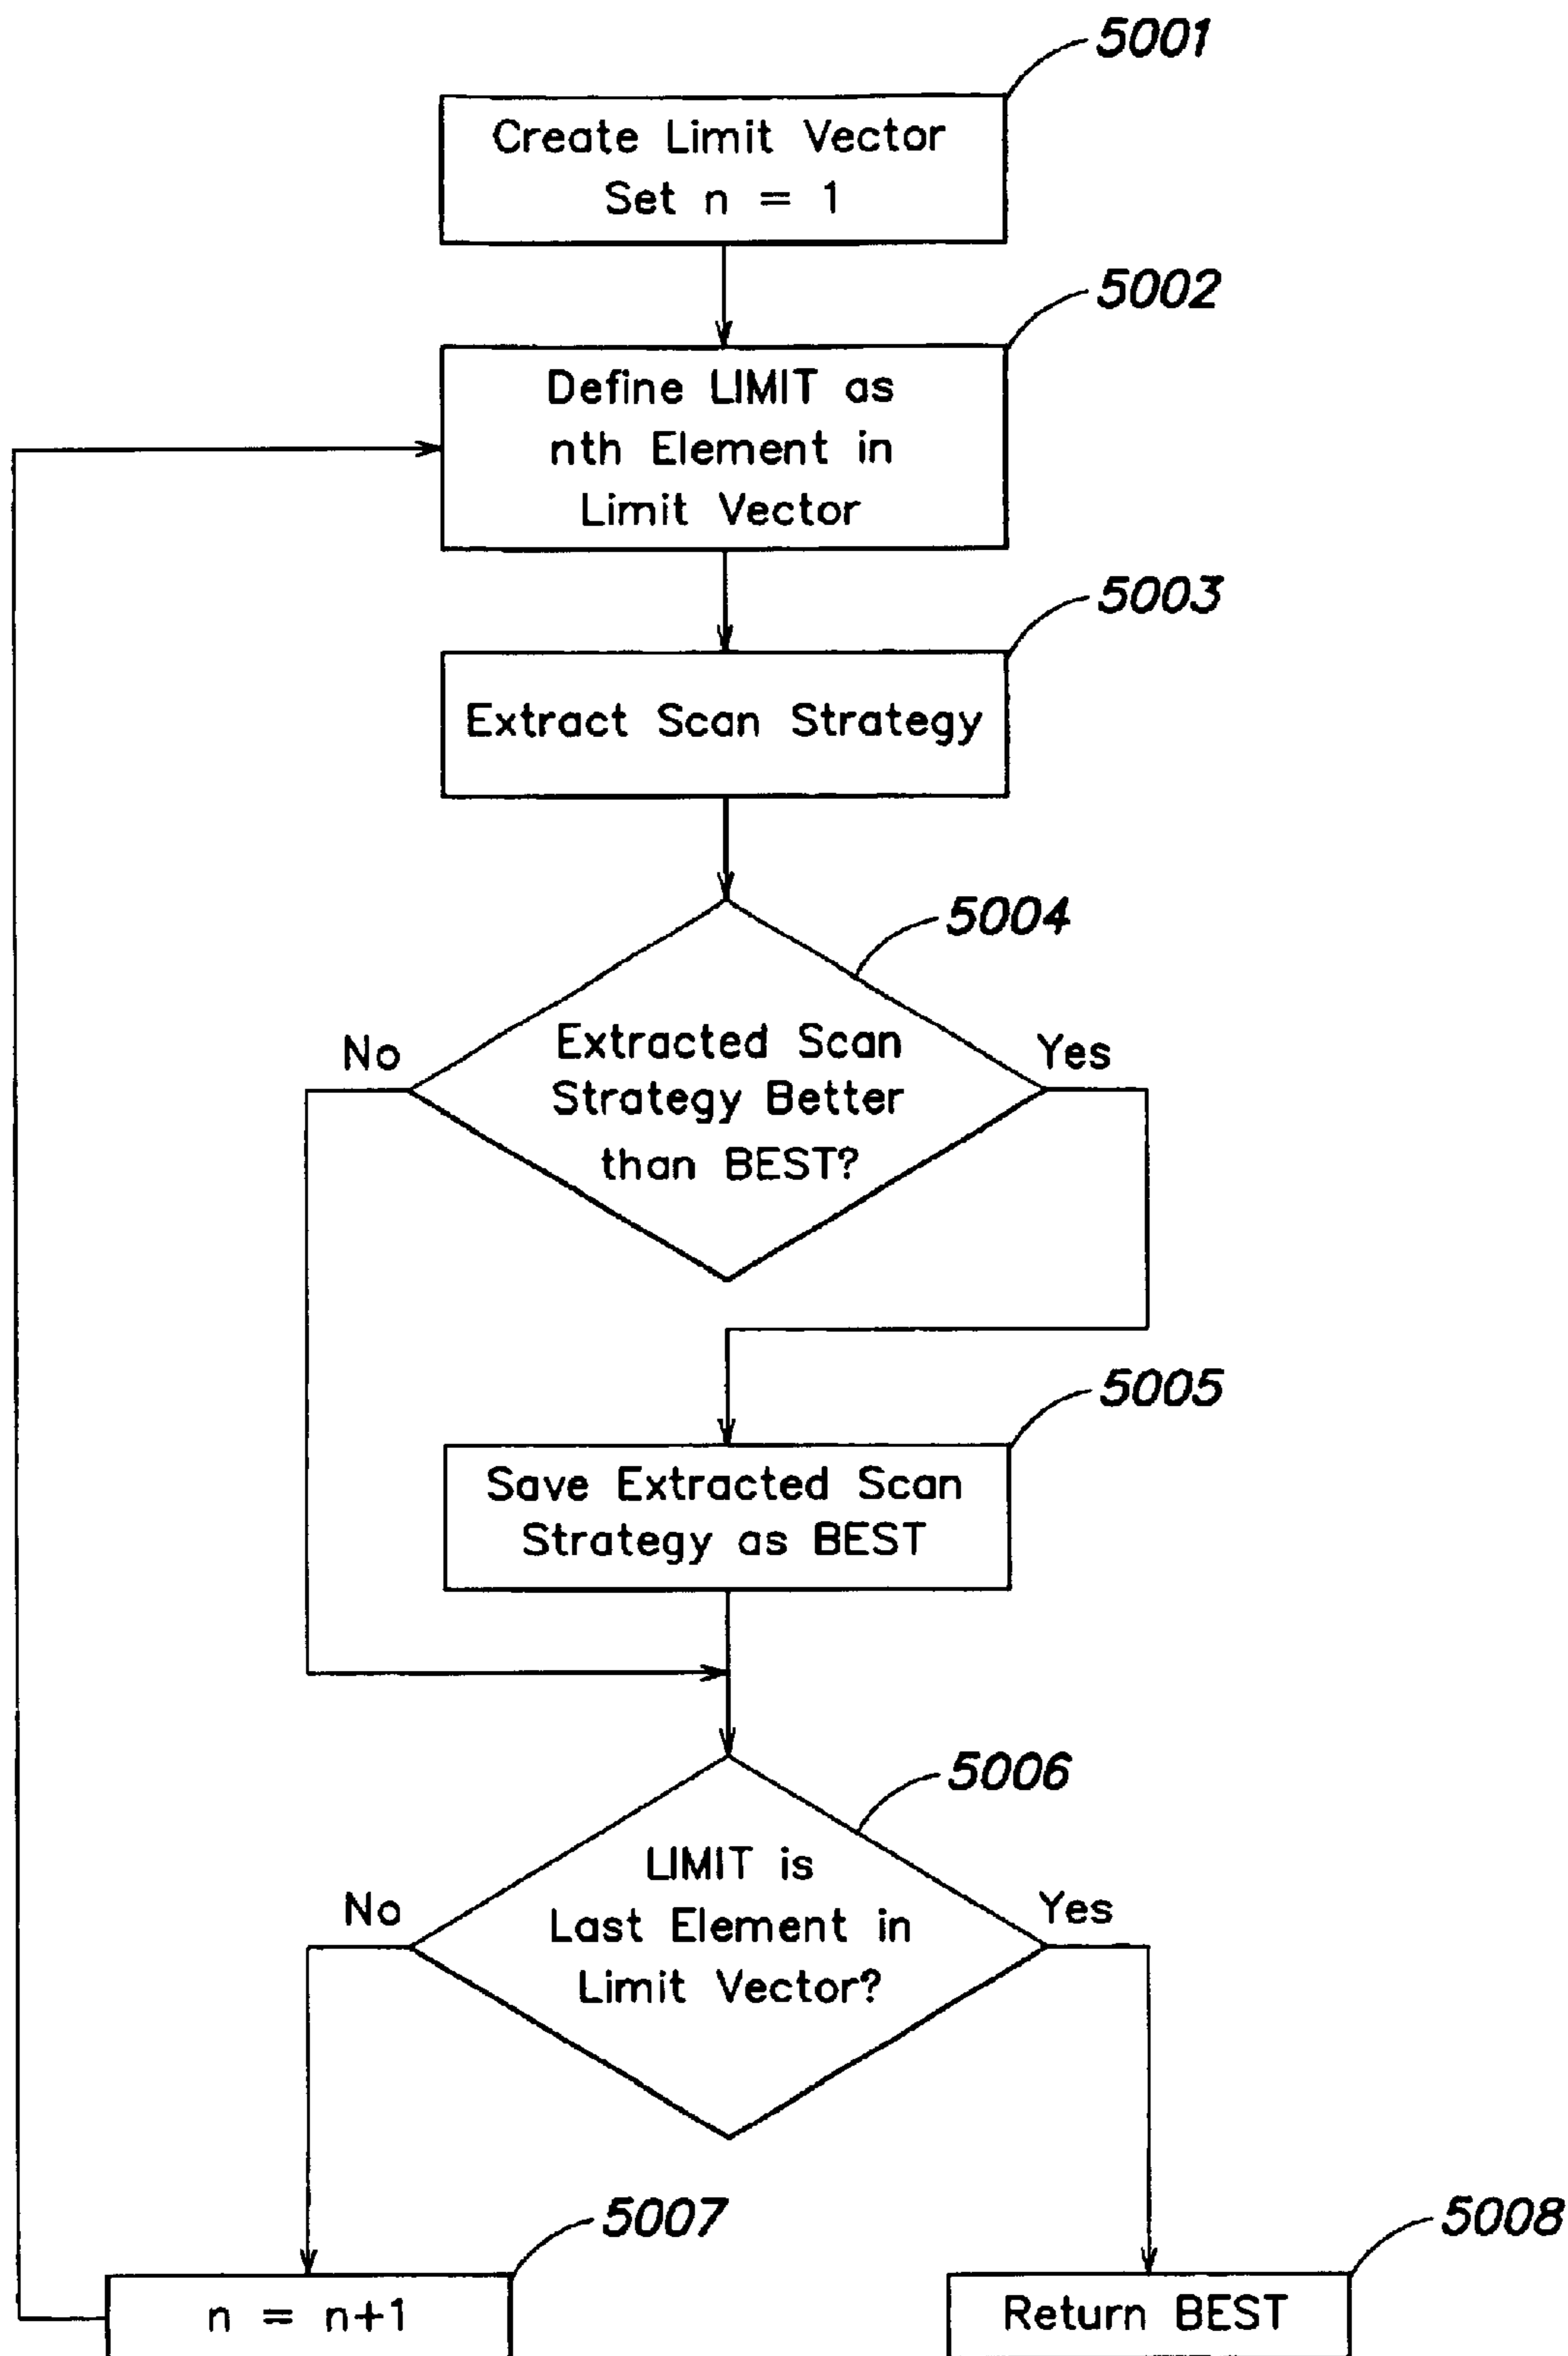 5001
Create Limit Vector
Set n = 1
5002
Define LIMIT as
nth Element in
Limit Vector
5003
Extract Scan Strategy
5004
No
Extracted Scan
Strategy Better
than BEST?
Yes
5005
Save Extracted Scan
Strategy as BEST
5006
No
LIMIT is
Last Element in
Limit Vector?
Yes
5007
n = n+1
5008
Return BEST